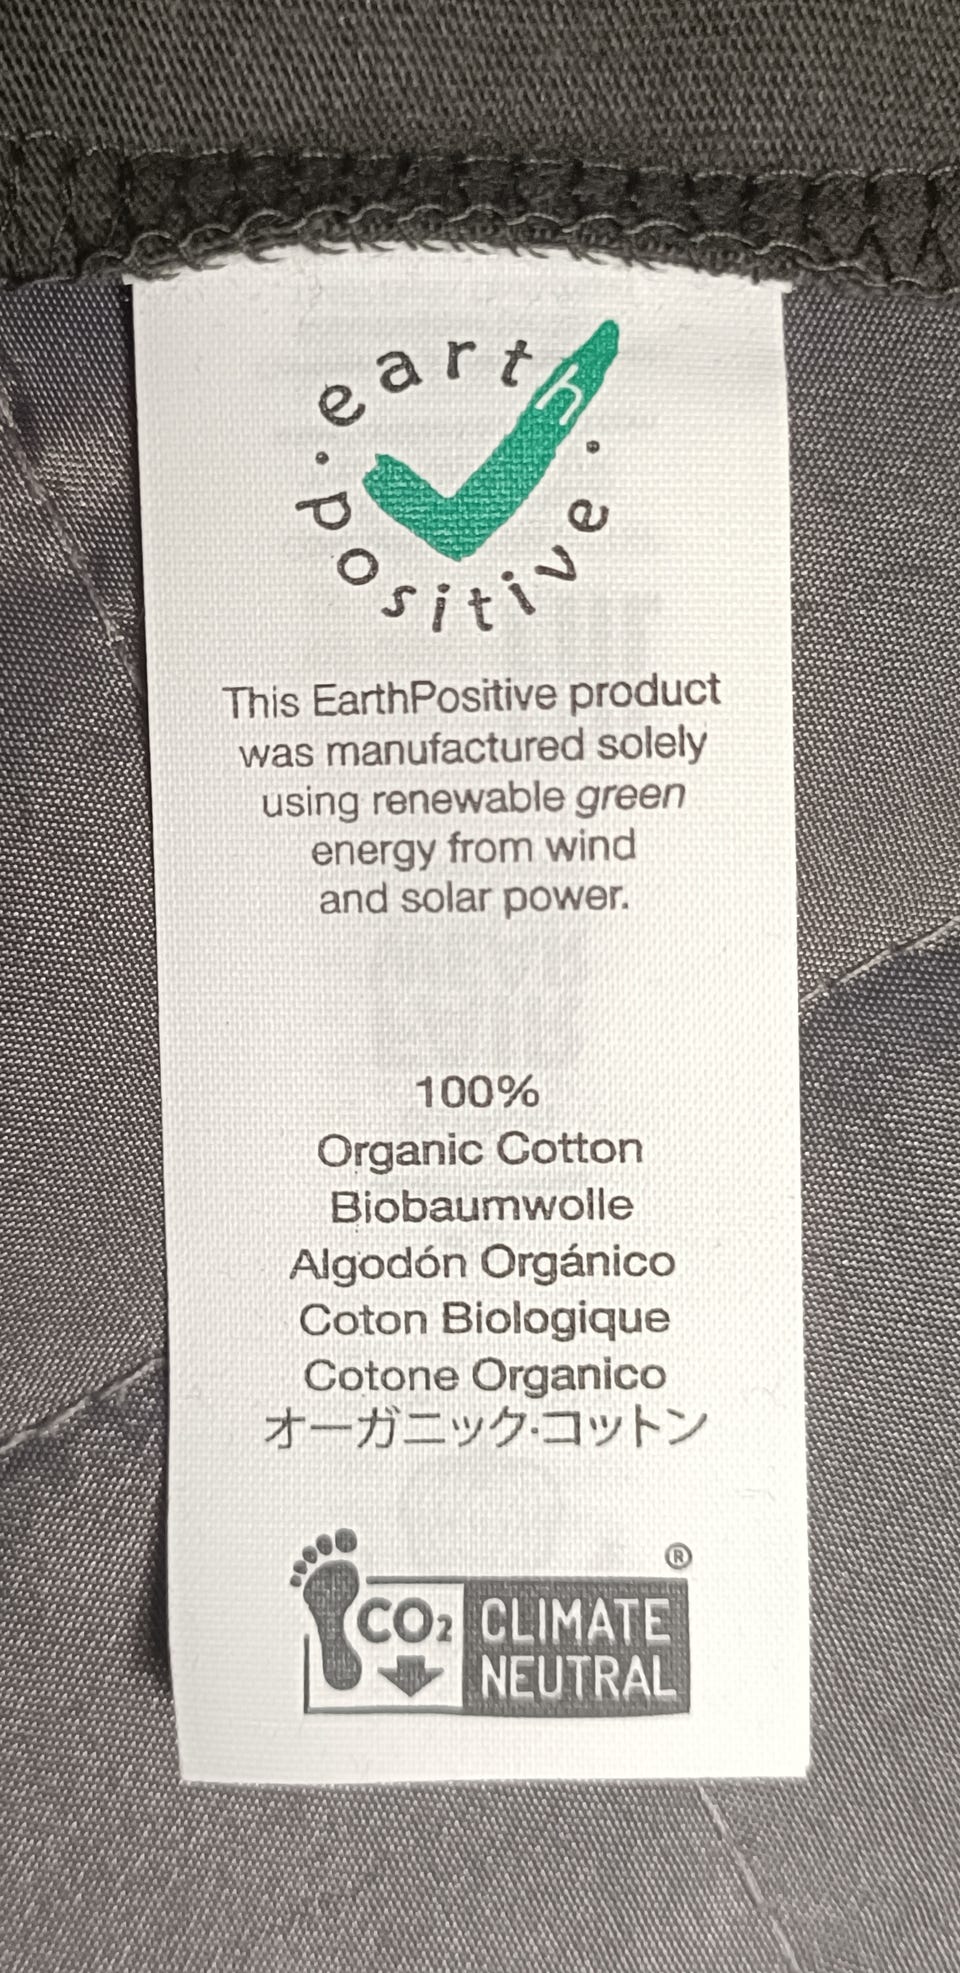 earth
· positive ·
This EarthPositive product
was manufactured solely
using renewable green
energy from wind
and solar power.
100%
Organic Cotton
Biobaumwolle
Algodón Orgánico
Coton Biologique
Cotone Organico
オーガニック·コットン
®
CO₂ CLIMATE
NEUTRAL